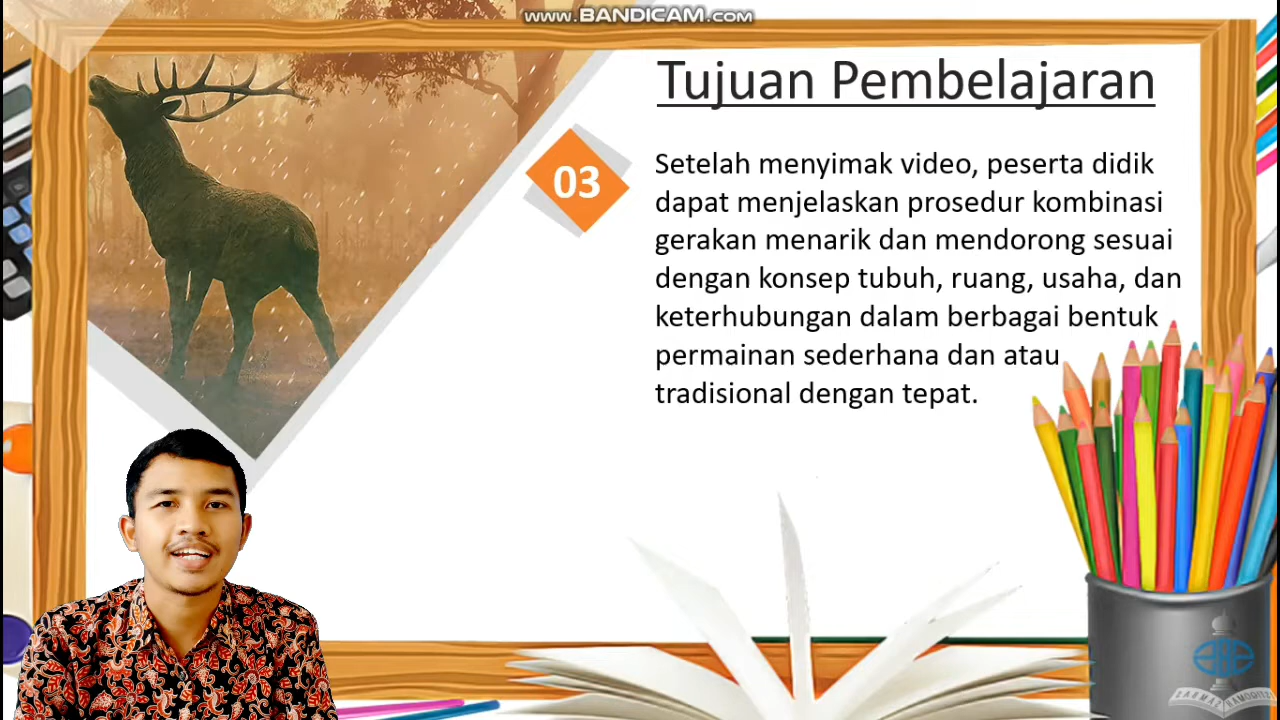 WWW.BANDICAM.COM
Tujuan Pembelajaran
03
Setelah menyimak video, peserta didik
dapat menjelaskan prosedur kombinasi
gerakan menarik dan mendorong sesuai
dengan konsep tubuh, ruang, usaha, dan
keterhubungan dalam berbagai bentuk
permainan sederhana dan atau
tradisional dengan tepat.